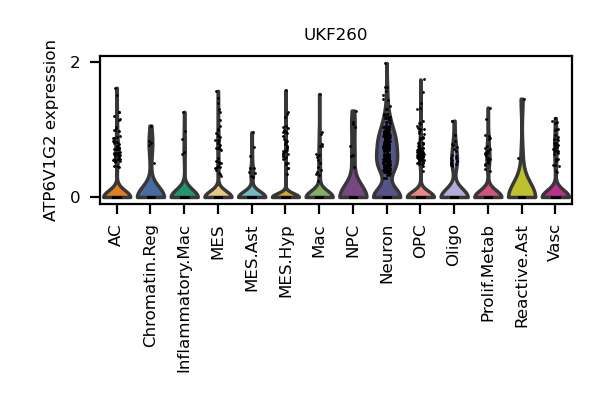 UKF260
ATP6V1G2 expression
2
0
AC
Chromatin.Reg
Inflammatory.Mac
MES
MES.Ast
MES.Hyp
Mac
NPC
Neuron
OPC
Oligo
Prolif.Metab
Reactive.Ast
Vasc